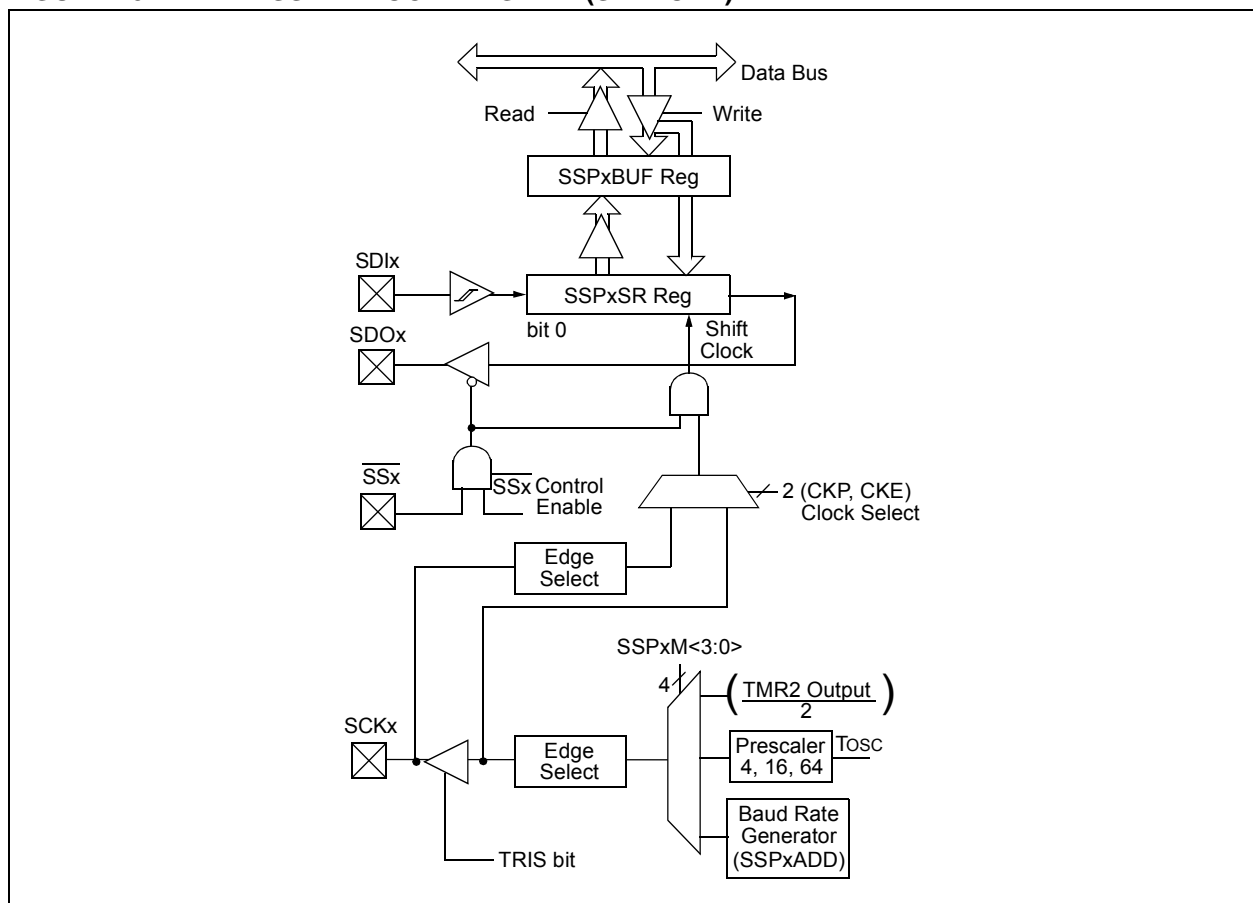 Data Bus
Read
Write
SSPxBUF Reg
SDIx
SSPxSR Reg
bit 0
Shift
Clock
SDOx
SSx
SSx Control
Enable
2 (CKP, CKE)
Clock Select
Edge
Select
SSPxM<3:0>
4
(TMR2 Output)
2
SCKx
Edge
Select
Prescaler
4, 16, 64
TOSC
Baud Rate
Generator
(SSPxADD)
TRIS bit